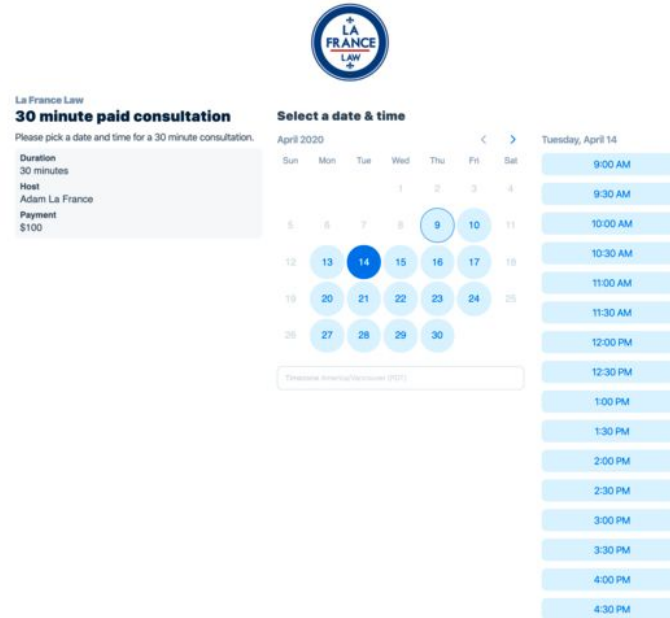 LA
FRANCE
LAW
La France Law
30 minute paid consultation
Please pick a date and time for a 30 minute consultation.
Duration
30 minutes
Host
Adam La France
Payment
$100
Select a date & time
April 2020
Sun Mon Tue Wed Thu Fri Sat
1 2 3 4
5 6 7 8 9 10 11
12 13 14 15 16 17 18
19 20 21 22 23 24 25
26 27 28 29 30
Timezone America/Vancouver (PDT)
Tuesday, April 14
9:00 AM
9:30 AM
10:00 AM
10:30 AM
11:00 AM
11:30 AM
12:00 PM
12:30 PM
1:00 PM
1:30 PM
2:00 PM
2:30 PM
3:00 PM
3:30 PM
4:00 PM
4:30 PM